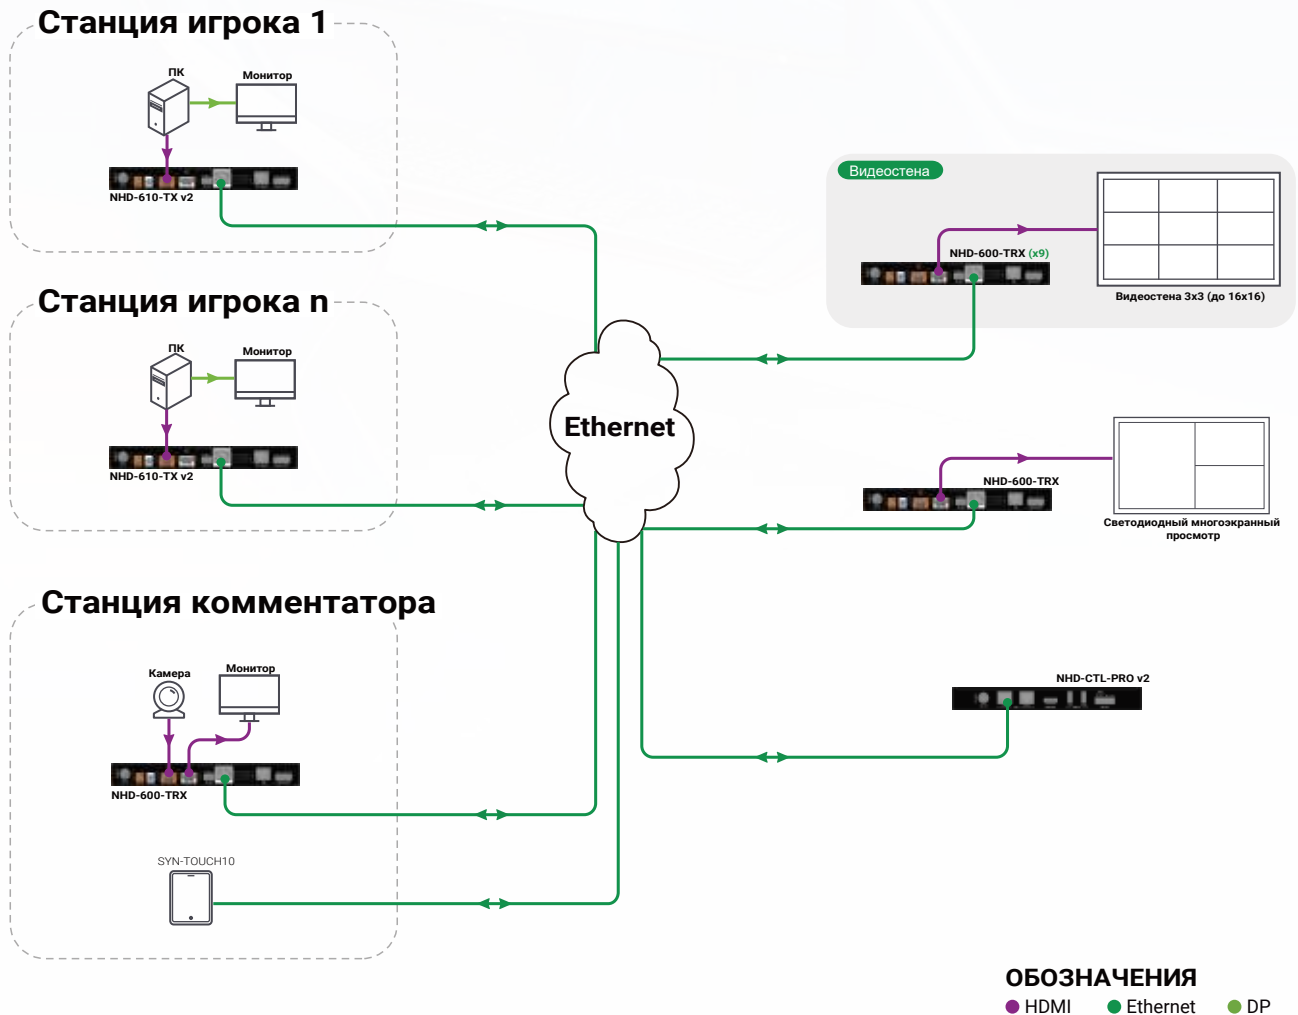 Станция игрока 1
ПК
Монитор
NHD-610-TX v2
Станция игрока n
ПК
Монитор
NHD-610-TX v2
Станция комментатора
Камера
Монитор
NHD-600-TRX
SYN-TOUCH10
Ethernet
Видеостена
NHD-600-TRX (x9)
Видеостена 3x3 (до 16x16)
NHD-600-TRX
Светодиодный многоэкранный
просмотр
NHD-CTL-PRO v2
ОБОЗНАЧЕНИЯ
HDMI Ethernet DP